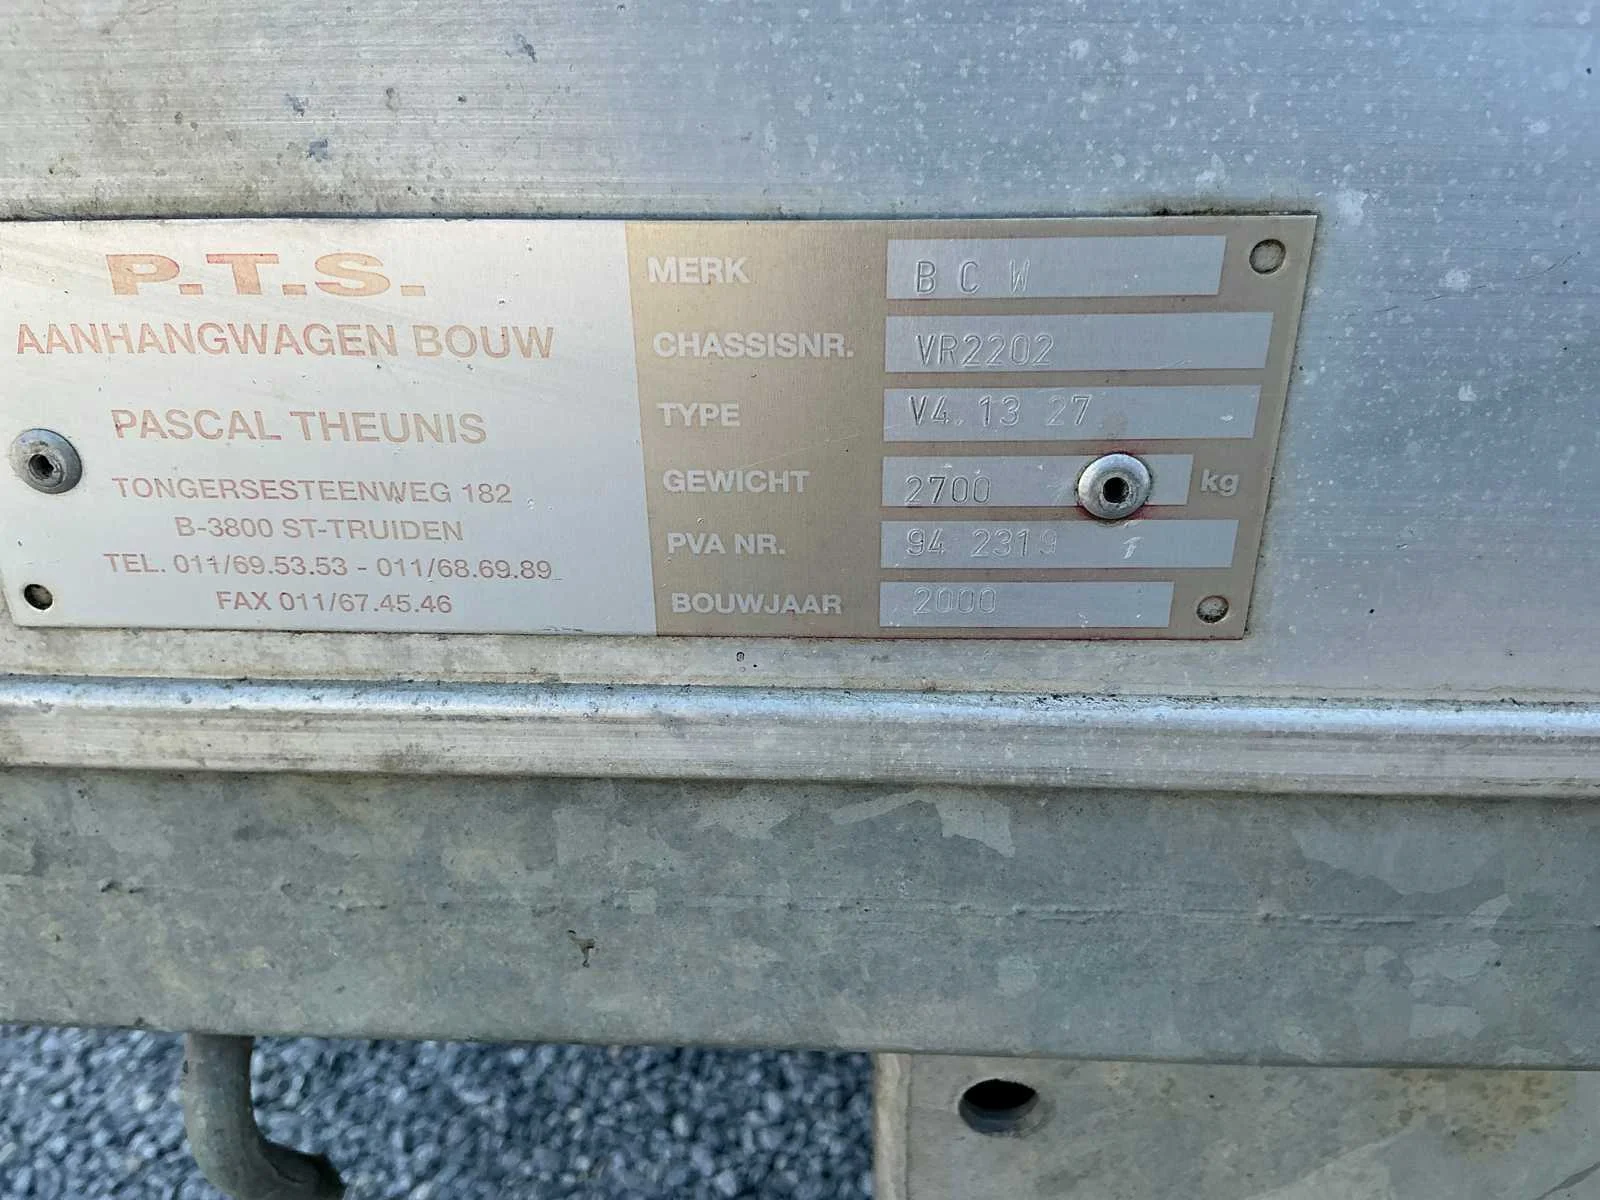 P.T.S.
AANHANGWAGEN BOUW
PASCAL THEUNIS
TONGERSESTEENWEG 182
B-3800 ST-TRUIDEN
TEL. 011/69.53.53 - 011/68.69.89
FAX 011/67.45.46
MERK B C W
CHASSISNR. VR2202
TYPE V4.13 27
GEWICHT 2700 kg
PVA NR. 94 2319 1
BOUWJAAR 2000